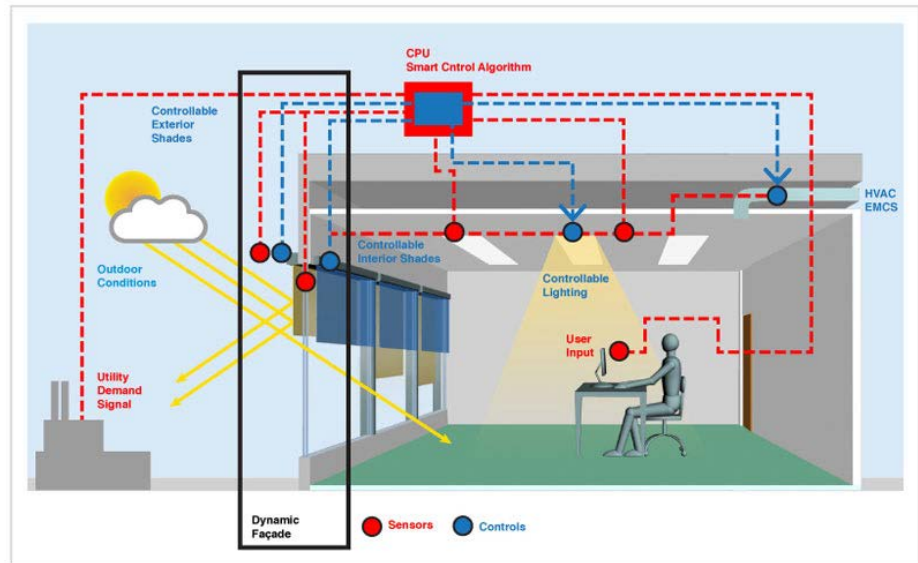 CPU
Smart Cntrol Algorithm
Controllable
Exterior
Shades
HVAC
EMCS
Controllable
Interior Shades
Outdoor
Conditions
Controllable
Lighting
User
Input
Utility
Demand
Signal
Dynamic
Façade
Sensors
Controls